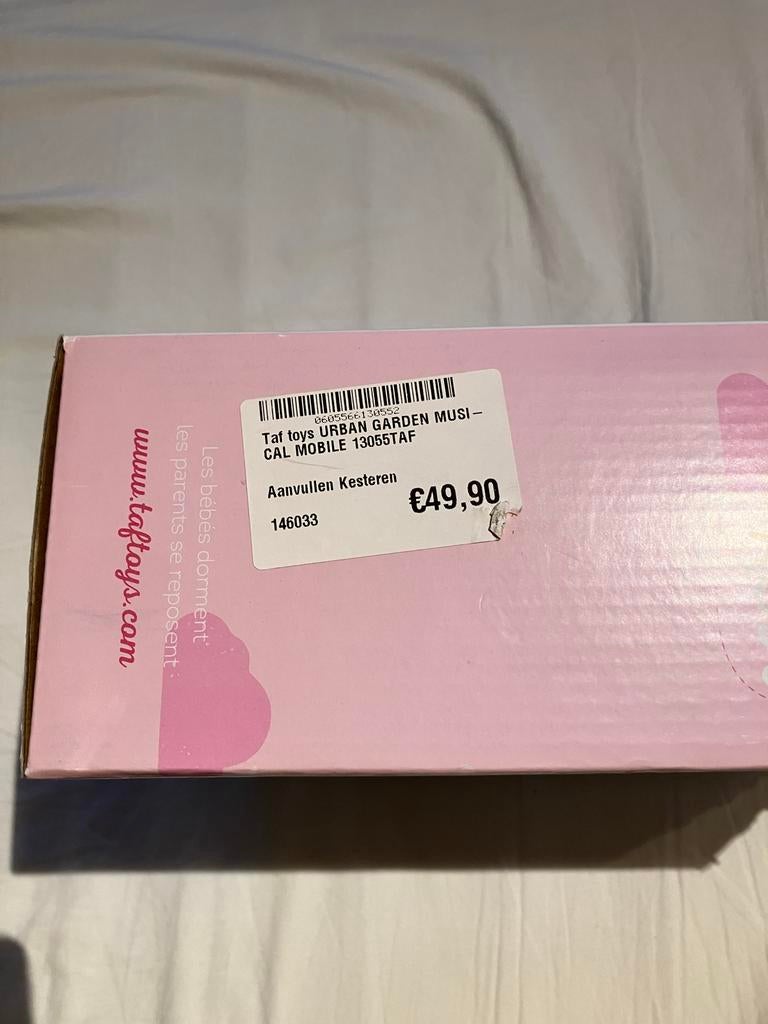 0605566130552
Taf toys URBAN GARDEN MUSI-
CAL MOBILE 13055TAF
Aanvullen Kesteren
€49,90
146033
Les bébés dorment
les parents se reposent
www.taftoys.com